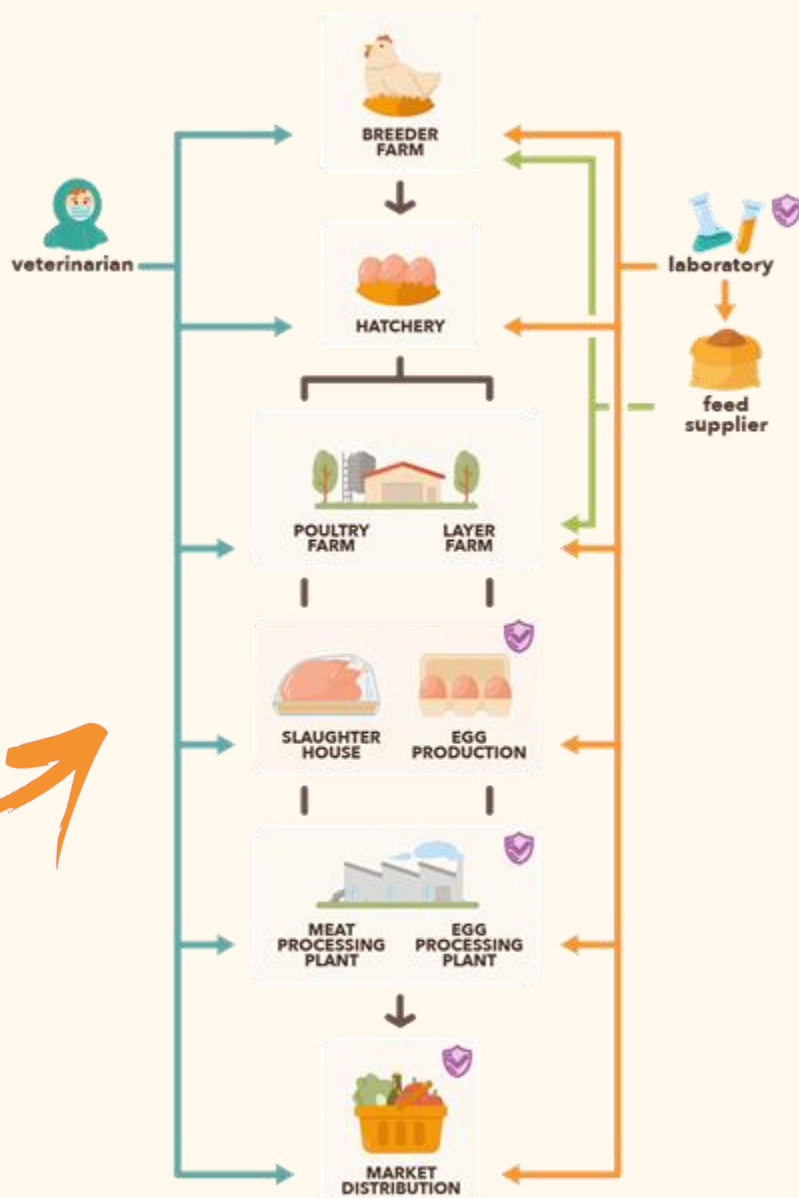 BREEDER
FARM
veterinarian
laboratory
HATCHERY
feed
supplier
POULTRY
FARM
LAYER
FARM
SLAUGHTER
HOUSE
EGG
PRODUCTION
MEAT
PROCESSING
PLANT
EGG
PROCESSING
PLANT
MARKET
DISTRIBUTION